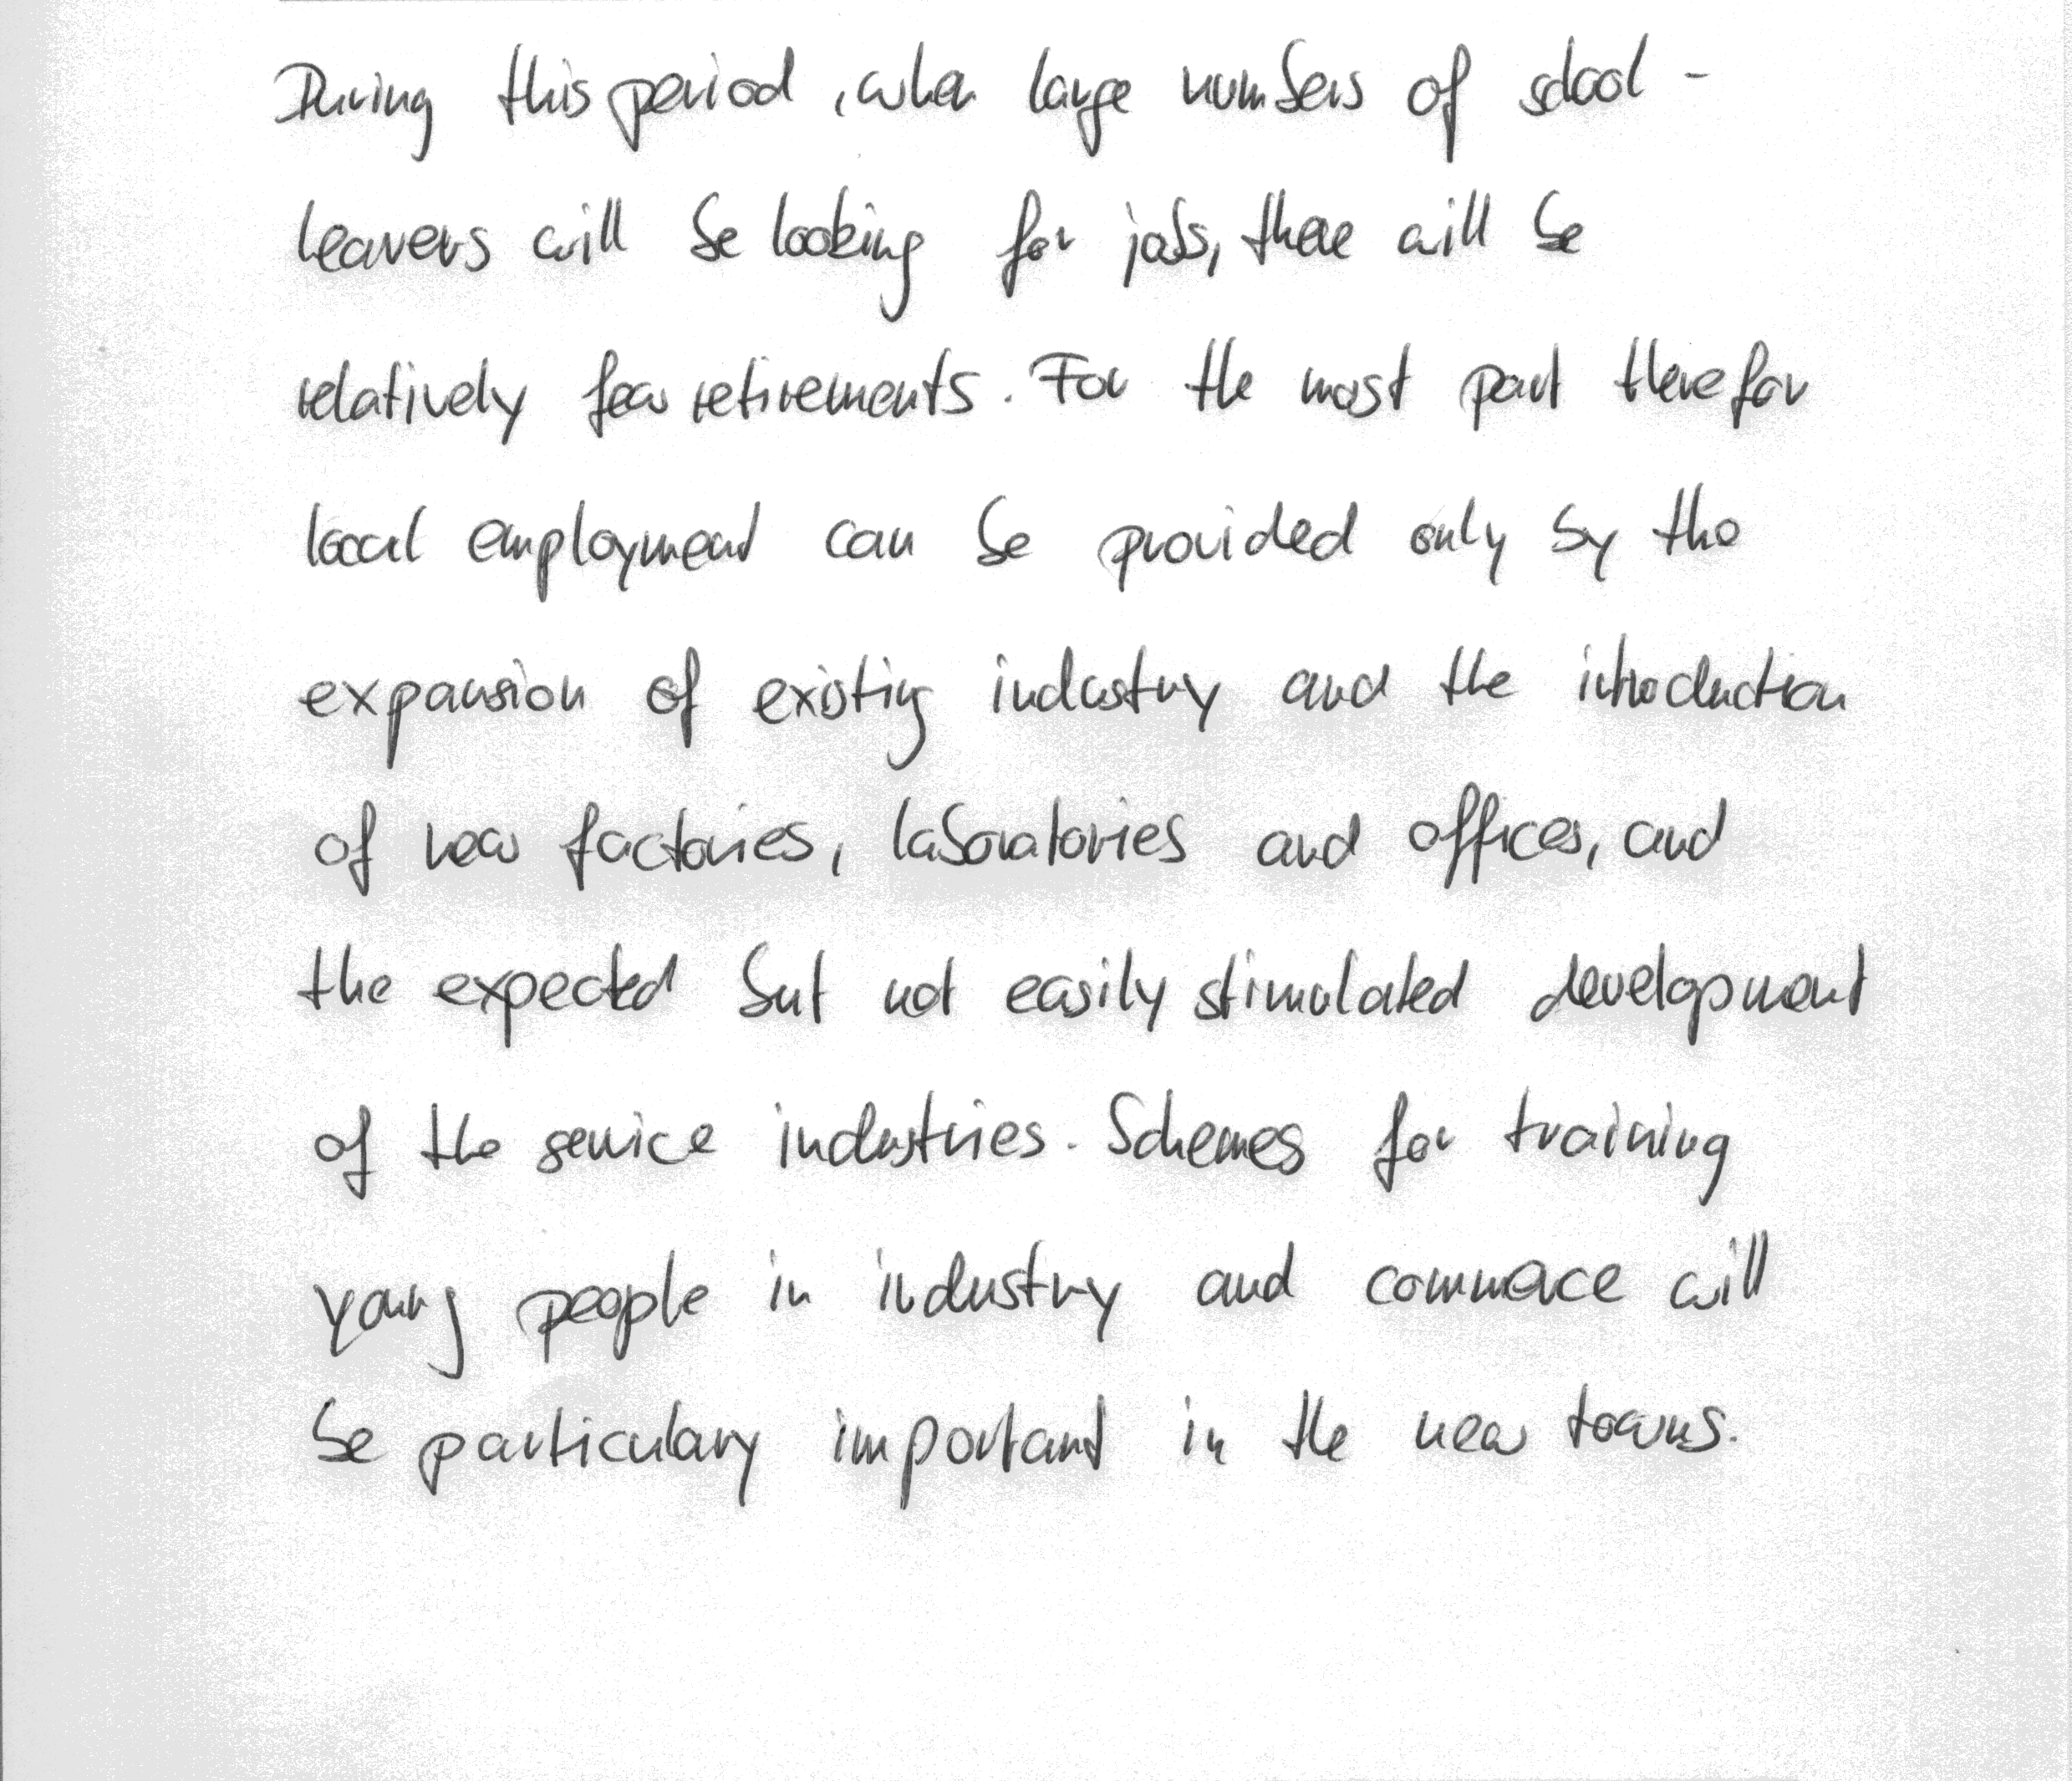 During this period, when large numbers of school -
leavers will be looking for jobs, there will be
relatively few retirements. For the most part therefor
local employment can be provided only by the
expansion of existing industry and the introduction
of new factories, laboratories and offices, and
the expected but not easily stimulated development
of the service industries. Schemes for training
young people in industry and commerce will
be particulary important in the new towns.